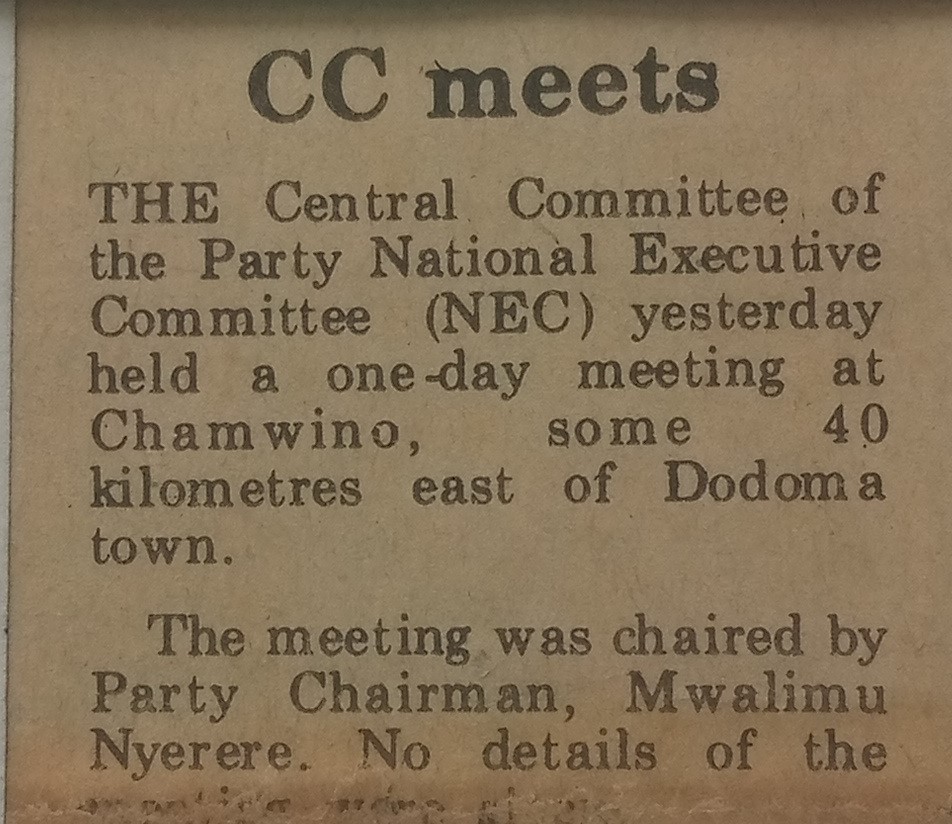 CC meets
THE Central Committee of
the Party National Executive
Committee (NEC) yesterday
held a one-day meeting at
Chamwino, some 40
kilometres east of Dodoma
town.
The meeting was chaired by
Party Chairman, Mwalimu
Nyerere. No details of the